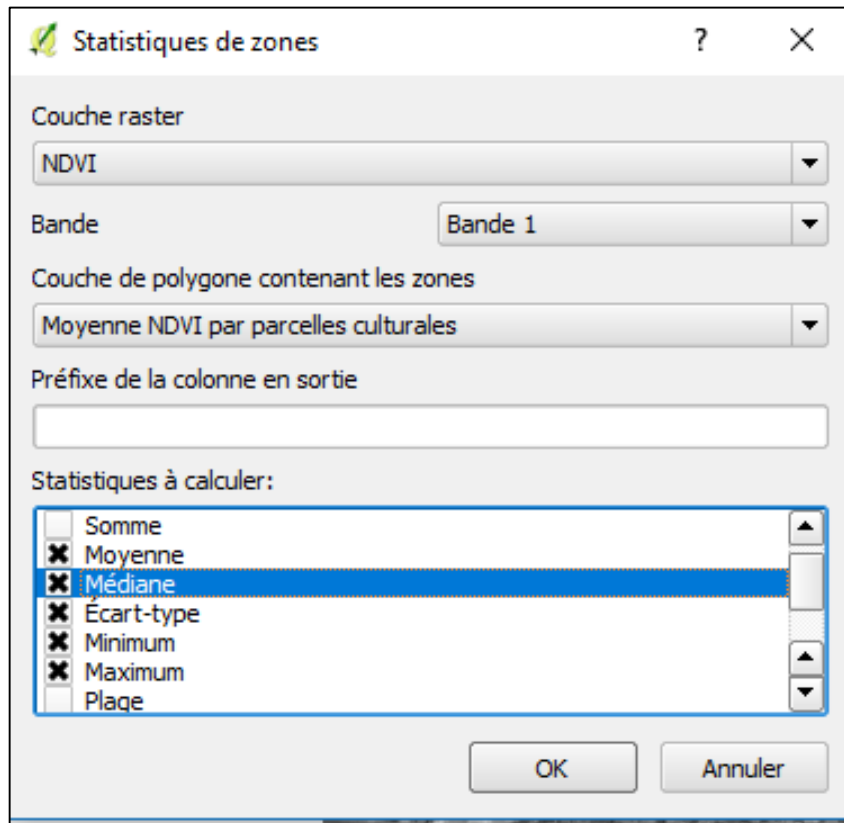 Statistiques de zones
Couche raster
NDVI
Bande Bande 1
Couche de polygone contenant les zones
Moyenne NDVI par parcelles culturales
Préfixe de la colonne en sortie
Statistiques à calculer:
Somme
Moyenne
Médiane
Écart-type
Minimum
Maximum
Plage
OK Annuler